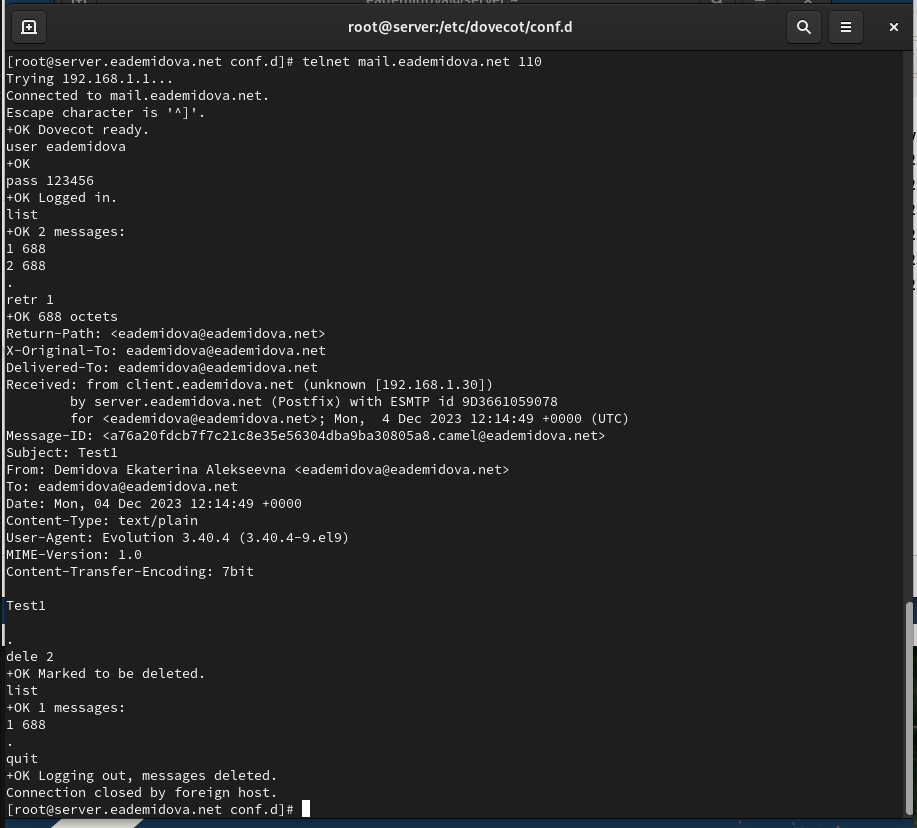 root@server:/etc/dovecot/conf.d
[root@server.eademidova.net conf.d]# telnet mail.eademidova.net 110
Trying 192.168.1.1...
Connected to mail.eademidova.net.
Escape character is '^]'.
+OK Dovecot ready.
user eademidova
+OK
pass 123456
+OK Logged in.
list
+OK 2 messages:
1 688
2 688
.
retr 1
+OK 688 octets
Return-Path: <eademidova@eademidova.net>
X-Original-To: eademidova@eademidova.net
Delivered-To: eademidova@eademidova.net
Received: from client.eademidova.net (unknown [192.168.1.30])
        by server.eademidova.net (Postfix) with ESMTP id 9D3661059078
        for <eademidova@eademidova.net>; Mon,  4 Dec 2023 12:14:49 +0000 (UTC)
Message-ID: <a76a20fdcb7f7c21c8e35e56304dba9ba30805a8.camel@eademidova.net>
Subject: Test1
From: Demidova Ekaterina Alekseevna <eademidova@eademidova.net>
To: eademidova@eademidova.net
Date: Mon, 04 Dec 2023 12:14:49 +0000
Content-Type: text/plain
User-Agent: Evolution 3.40.4 (3.40.4-9.el9)
MIME-Version: 1.0
Content-Transfer-Encoding: 7bit

Test1

.
dele 2
+OK Marked to be deleted.
list
+OK 1 messages:
1 688
.
quit
+OK Logging out, messages deleted.
Connection closed by foreign host.
[root@server.eademidova.net conf.d]#